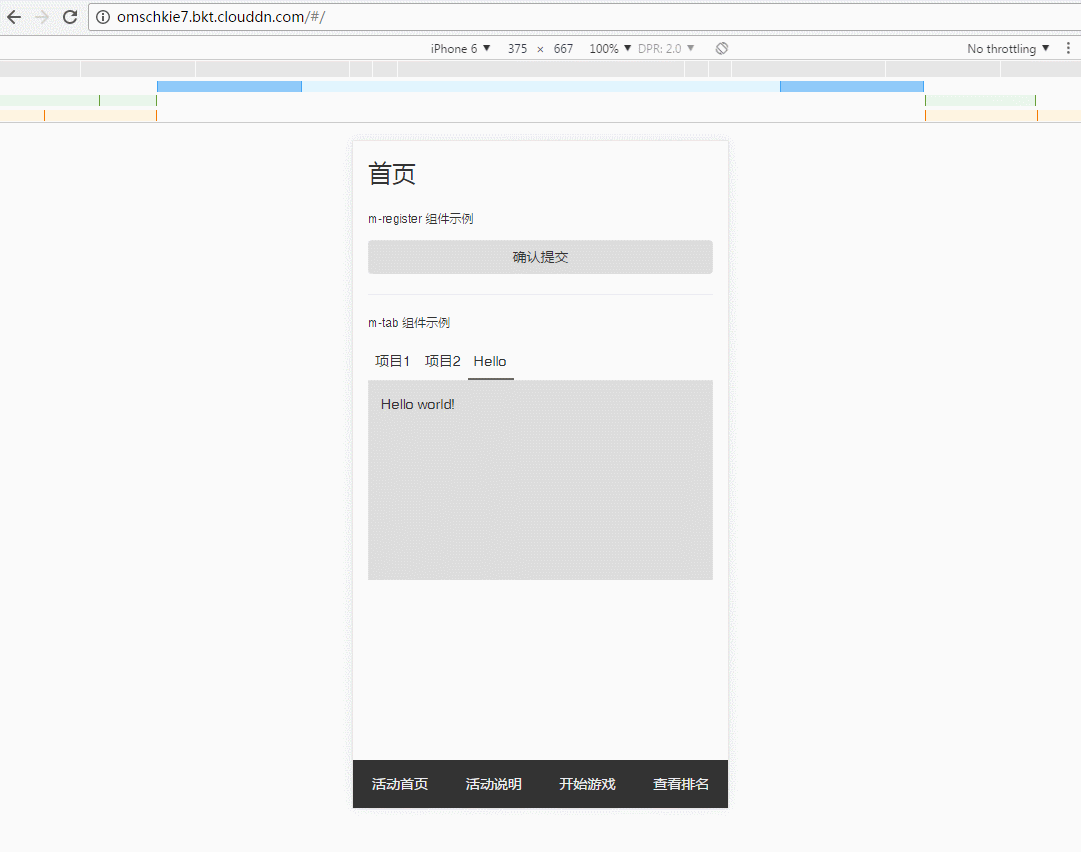 omschkie7.bkt.clouddn.com/#/
iPhone 6 ▼ 375 × 667 100% ▼ DPR: 2.0 ▼ No throttling ▼
首页
m-register 组件示例
确认提交
m-tab 组件示例
项目1 项目2 Hello
Hello world!
活动首页 活动说明 开始游戏 查看排名